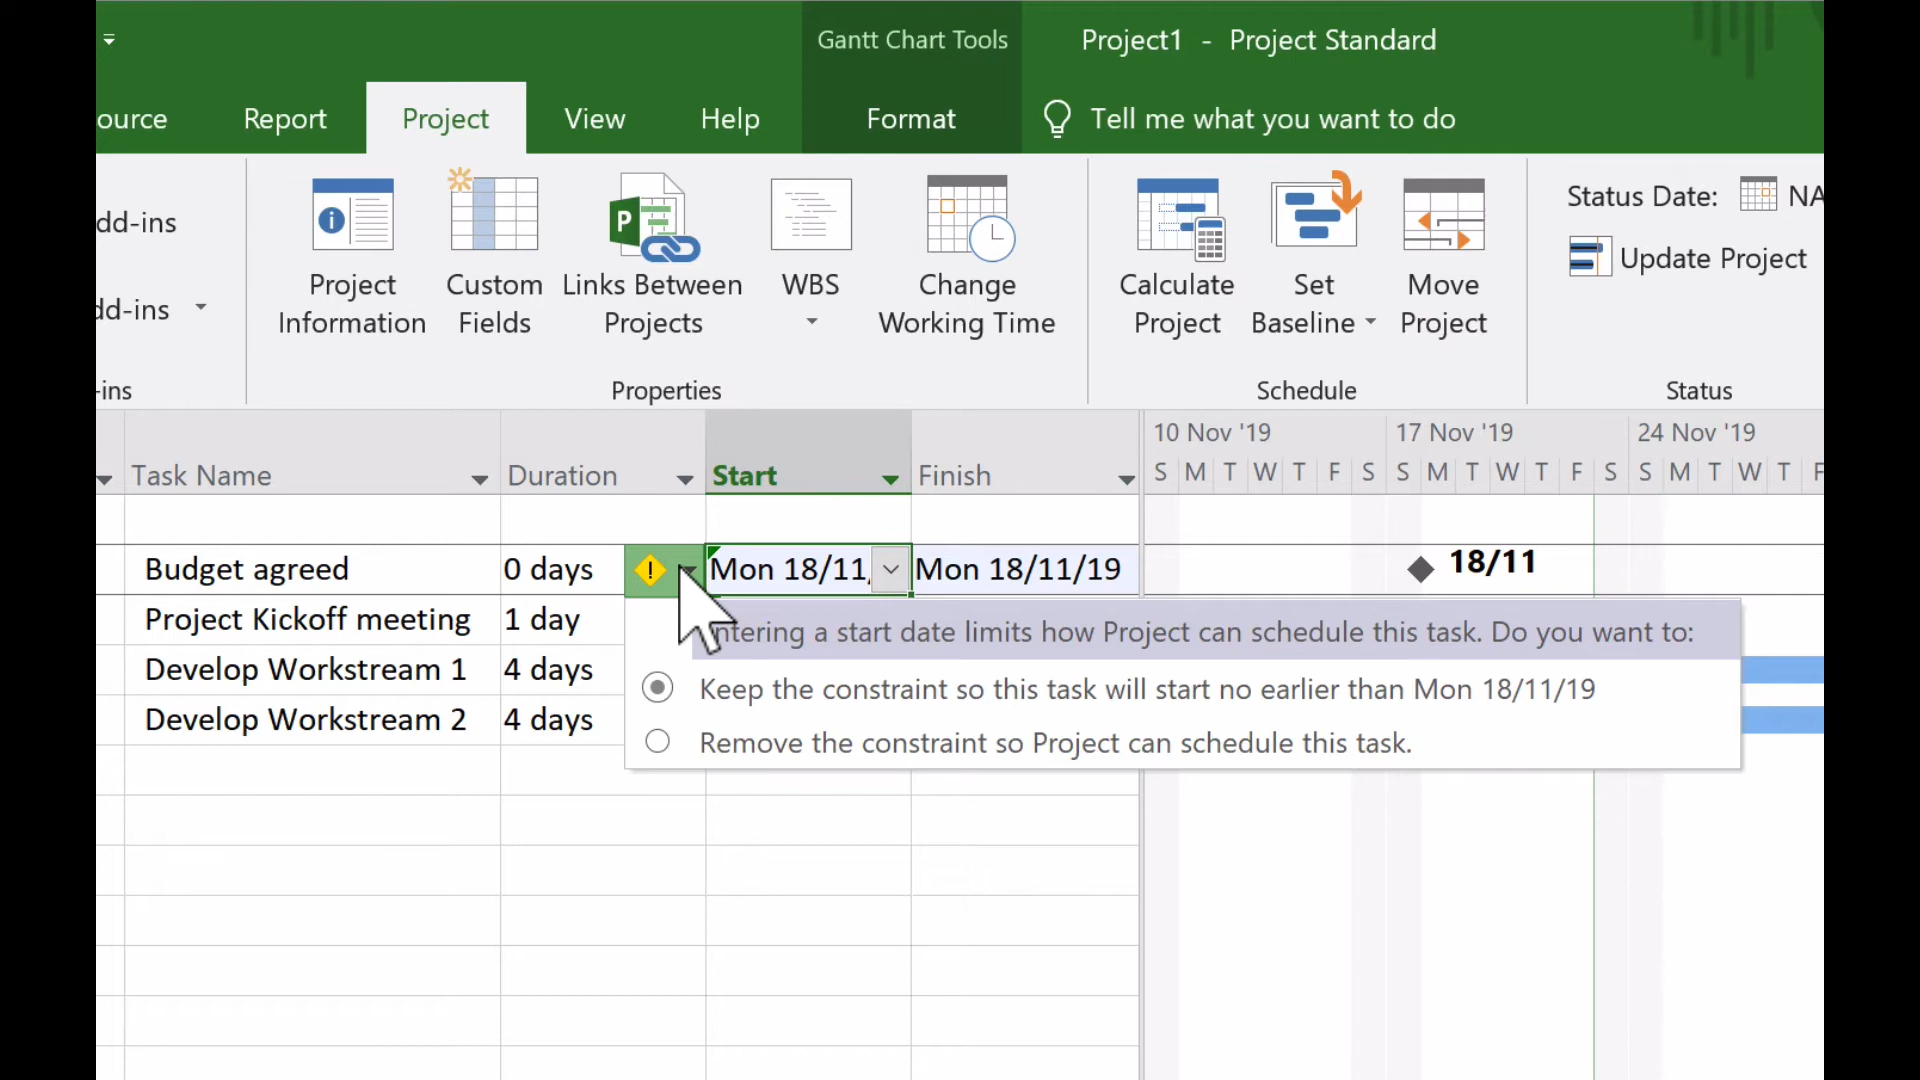 Gantt Chart Tools
Project1 - Project Standard
ource Report Project View Help Format Tell me what you want to do
dd-ins
dd-ins
-ins
Project
Information
Custom
Fields
Links Between
Projects
WBS
Change
Working Time
Properties
Calculate
Project
Set
Baseline
Move
Project
Schedule
Status Date: NA
Update Project
Status
10 Nov '19 17 Nov '19 24 Nov '19
Task Name Duration Start Finish S M T W T F S S M T W T F S S M T W T F
Budget agreed 0 days Mon 18/11/ Mon 18/11/19 18/11
Project Kickoff meeting 1 day
Develop Workstream 1 4 days
Develop Workstream 2 4 days
ntering a start date limits how Project can schedule this task. Do you want to:
Keep the constraint so this task will start no earlier than Mon 18/11/19
Remove the constraint so Project can schedule this task.